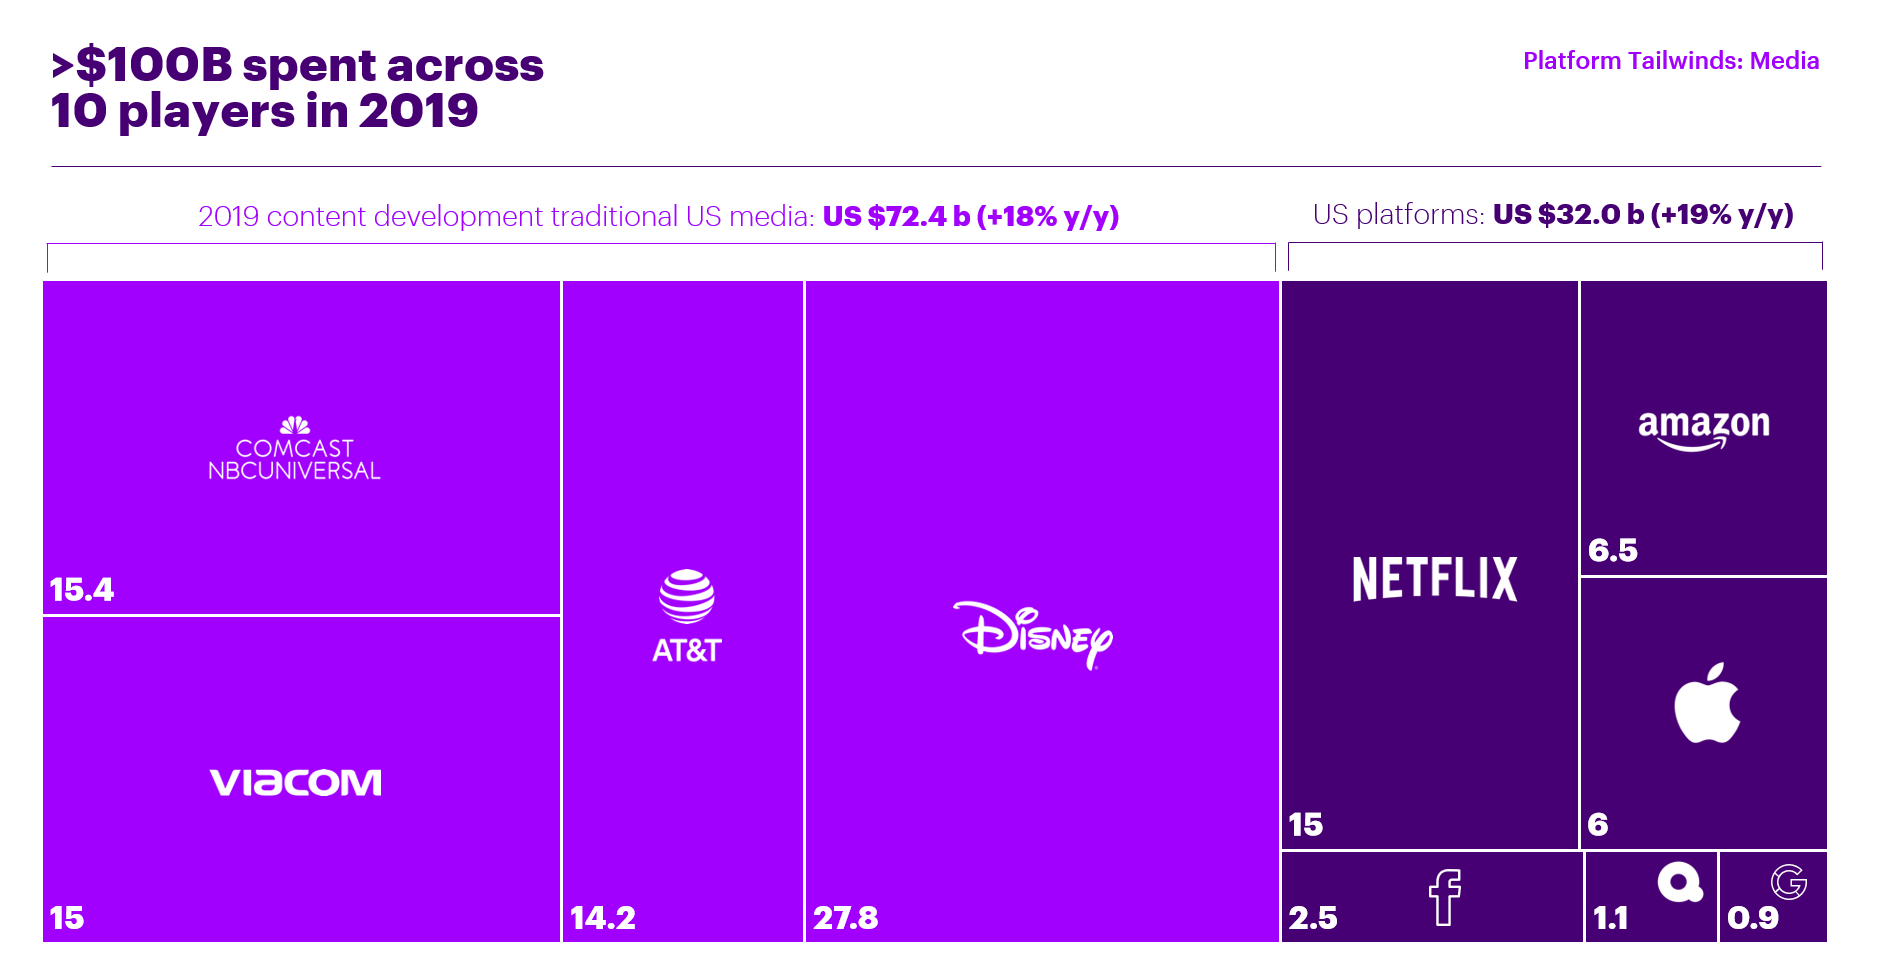 >$100B spent across
10 players in 2019
Platform Tailwinds: Media
2019 content development traditional US media: US $72.4 b (+18% y/y)
US platforms: US $32.0 b (+19% y/y)
COMCAST
NBCUNIVERSAL
15.4
VIACOM
15
AT&T
14.2
DISNEY
27.8
NETFLIX
15
amazon
6.5
6
f
2.5
1.1
G
0.9